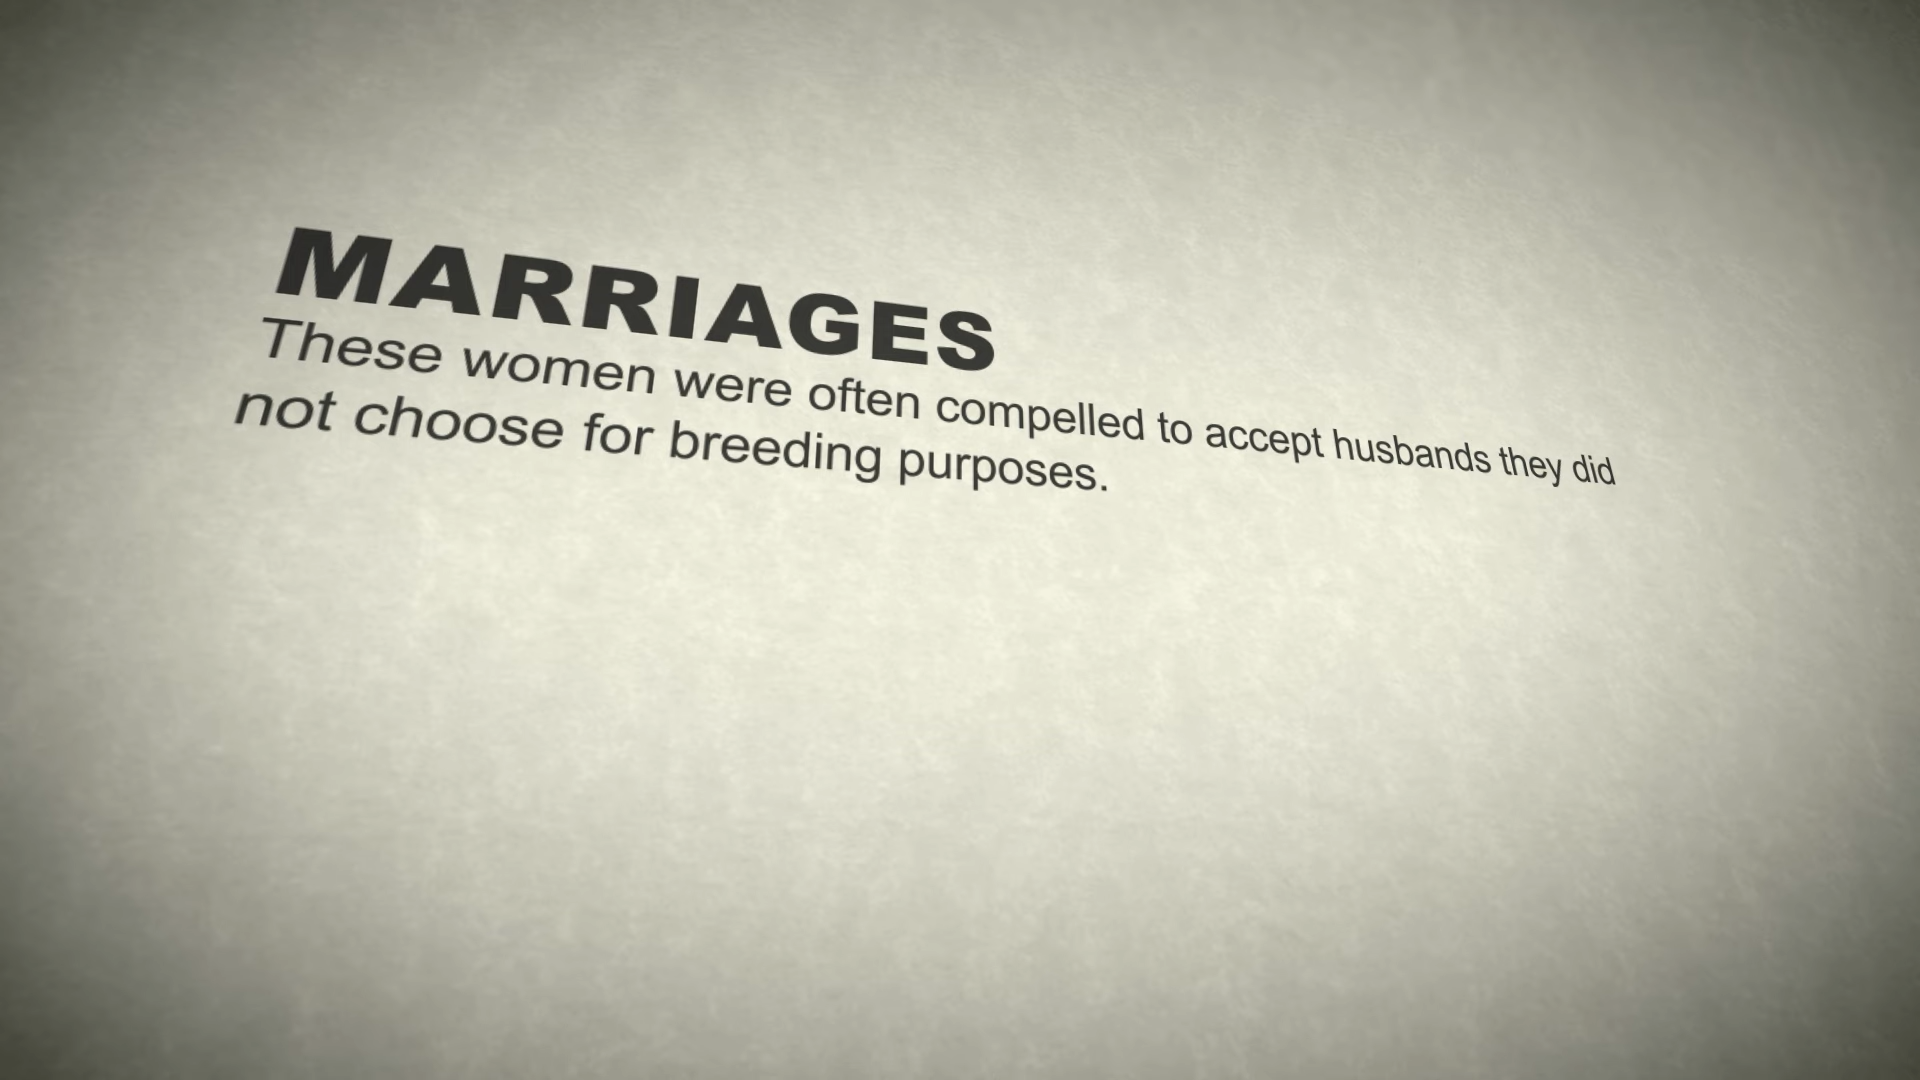 MARRIAGES
These women were often compelled to accept husbands they did
not choose for breeding purposes.